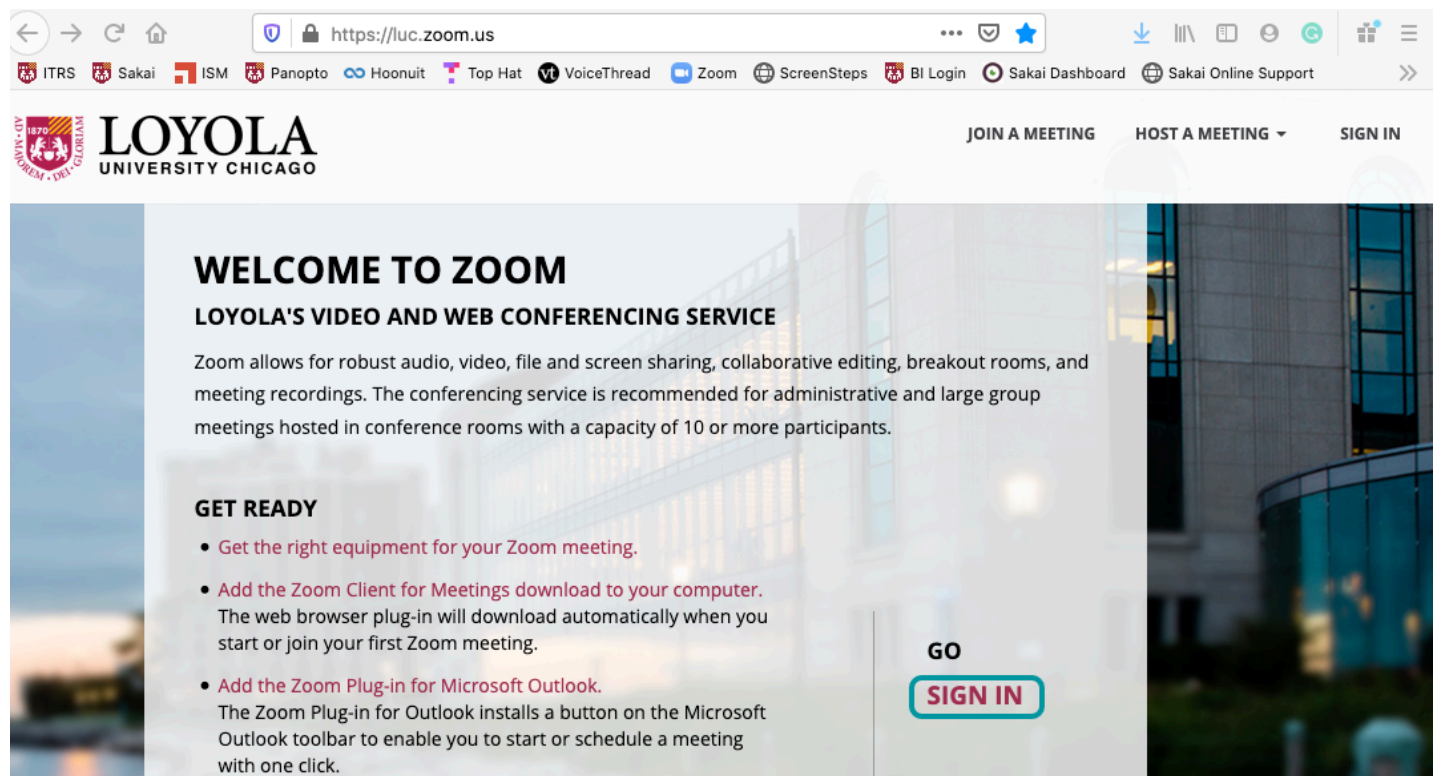 https://luc.zoom.us
ITRS Sakai ISM Panopto Hoonuit Top Hat VoiceThread Zoom ScreenSteps BI Login Sakai Dashboard Sakai Online Support
AD • MAJOREM • DEI • GLORIAM
1870
LOYOLA
UNIVERSITY CHICAGO
JOIN A MEETING HOST A MEETING SIGN IN
WELCOME TO ZOOM
LOYOLA'S VIDEO AND WEB CONFERENCING SERVICE
Zoom allows for robust audio, video, file and screen sharing, collaborative editing, breakout rooms, and
meeting recordings. The conferencing service is recommended for administrative and large group
meetings hosted in conference rooms with a capacity of 10 or more participants.
GET READY
• Get the right equipment for your Zoom meeting.
• Add the Zoom Client for Meetings download to your computer.
The web browser plug-in will download automatically when you
start or join your first Zoom meeting.
• Add the Zoom Plug-in for Microsoft Outlook.
The Zoom Plug-in for Outlook installs a button on the Microsoft
Outlook toolbar to enable you to start or schedule a meeting
with one click.
GO
SIGN IN